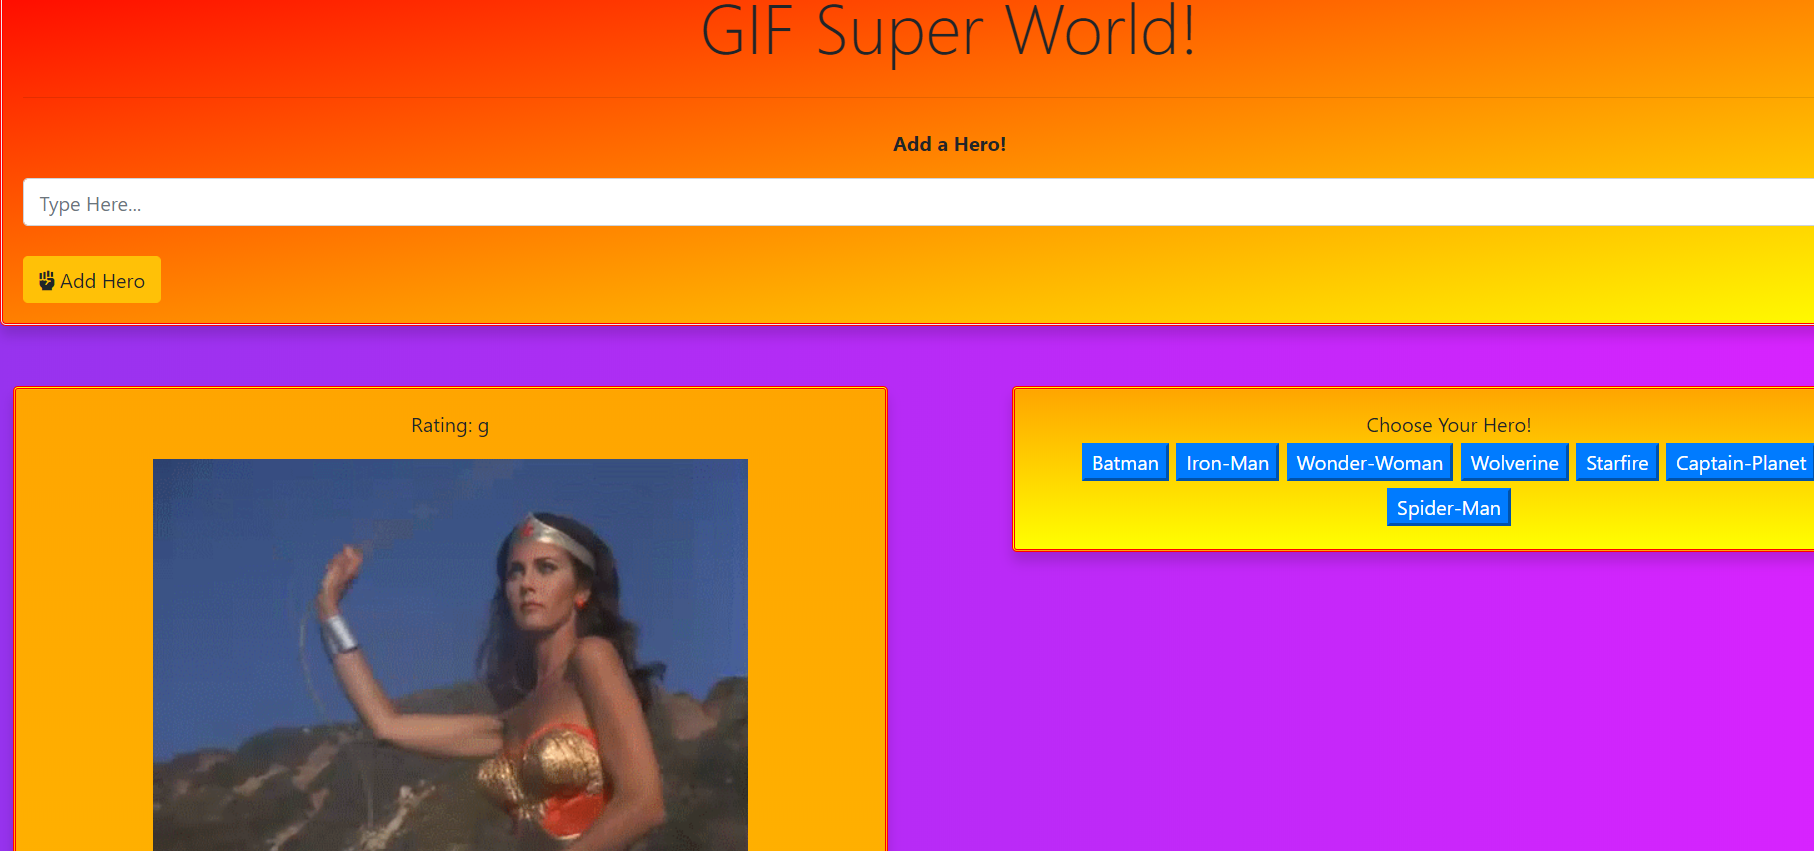 GIF Super World!
Add a Hero!
Type Here...
Add Hero
Rating: g
Choose Your Hero!
Batman Iron-Man Wonder-Woman Wolverine Starfire Captain-Planet
Spider-Man